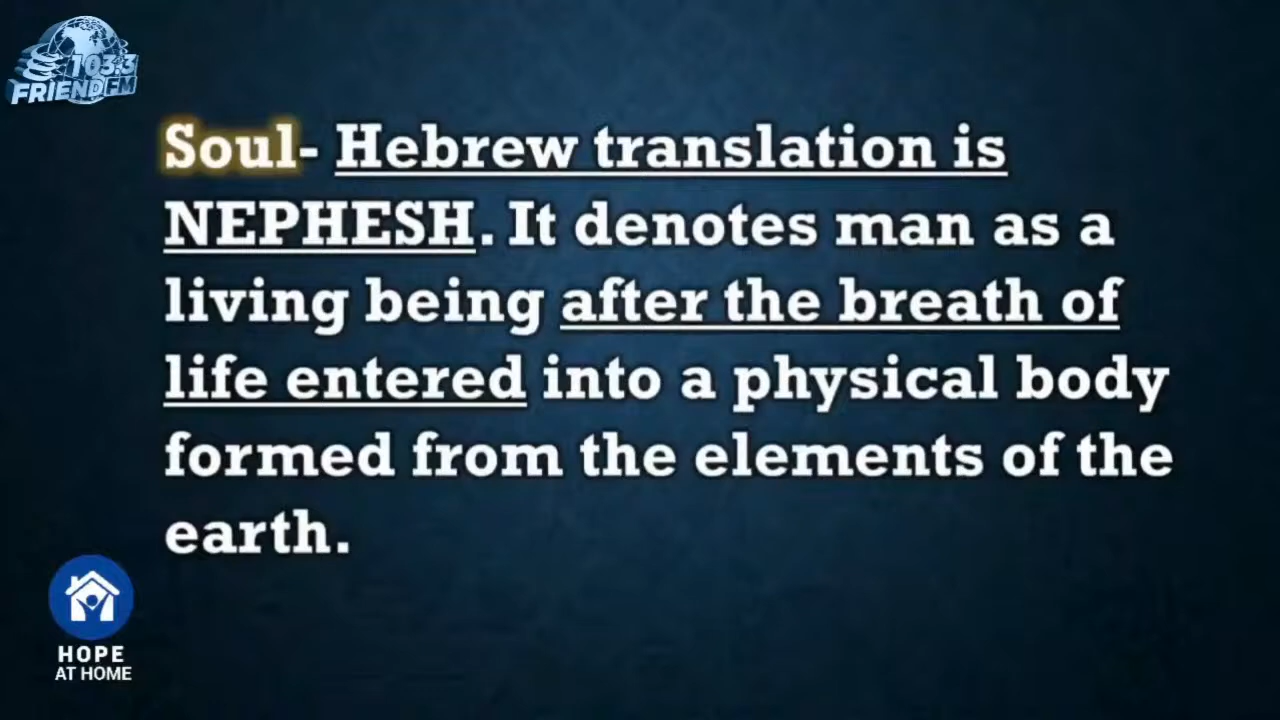 103.3
FRIEND FM
Soul- Hebrew translation is
NEPHESH. It denotes man as a
living being after the breath of
life entered into a physical body
formed from the elements of the
earth.
HOPE
AT HOME